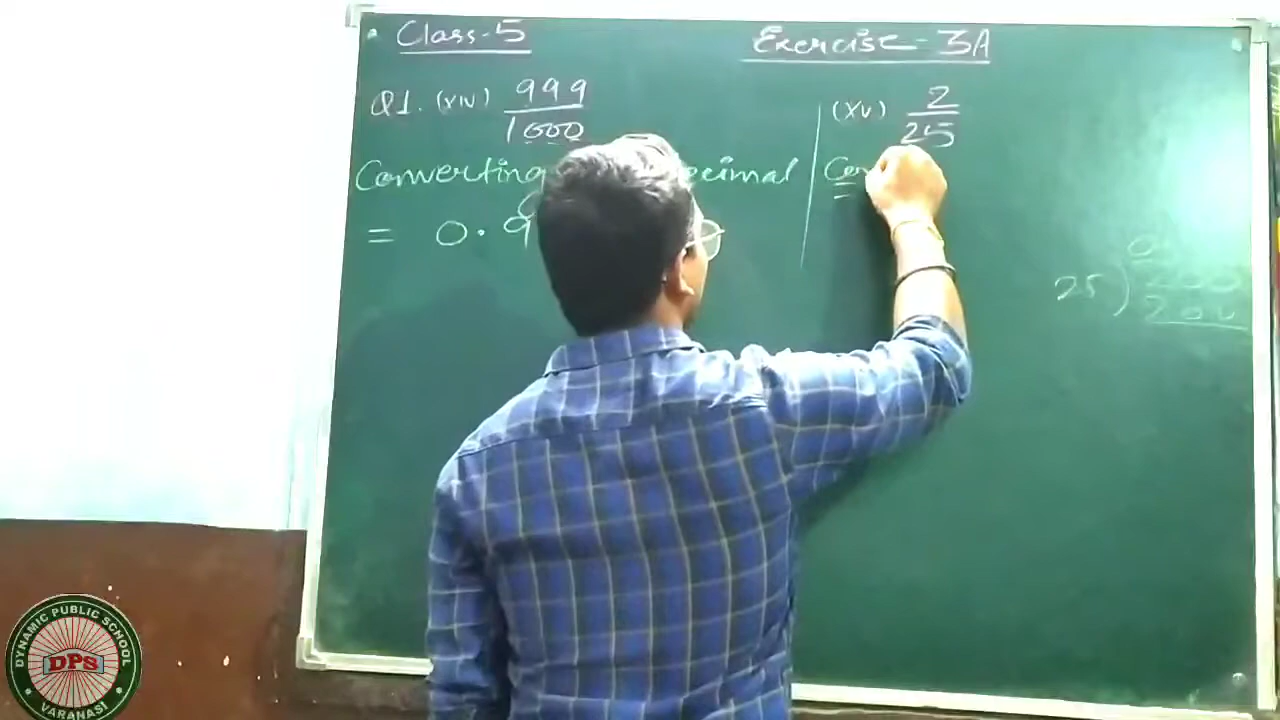 Class-5
Exercise - 3A
Q1. (XIV) 999/1000
Converting
= 0.9
(XV) 2/25
=
25)
DYNAMIC PUBLIC SCHOOL
DPS
VARANASI